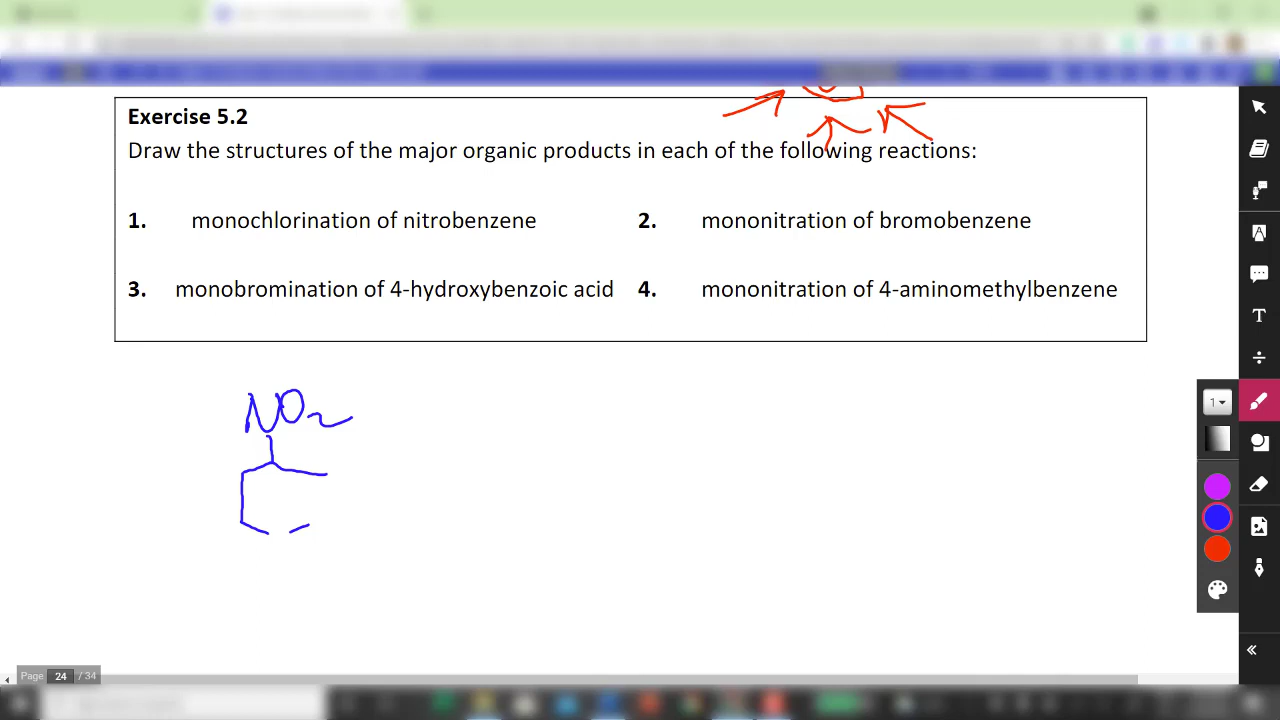 Exercise 5.2
Draw the structures of the major organic products in each of the following reactions:
1. monochlorination of nitrobenzene 2. mononitration of bromobenzene
3. monobromination of 4-hydroxybenzoic acid 4. mononitration of 4-aminomethylbenzene
NO2
1
Page 24 / 34